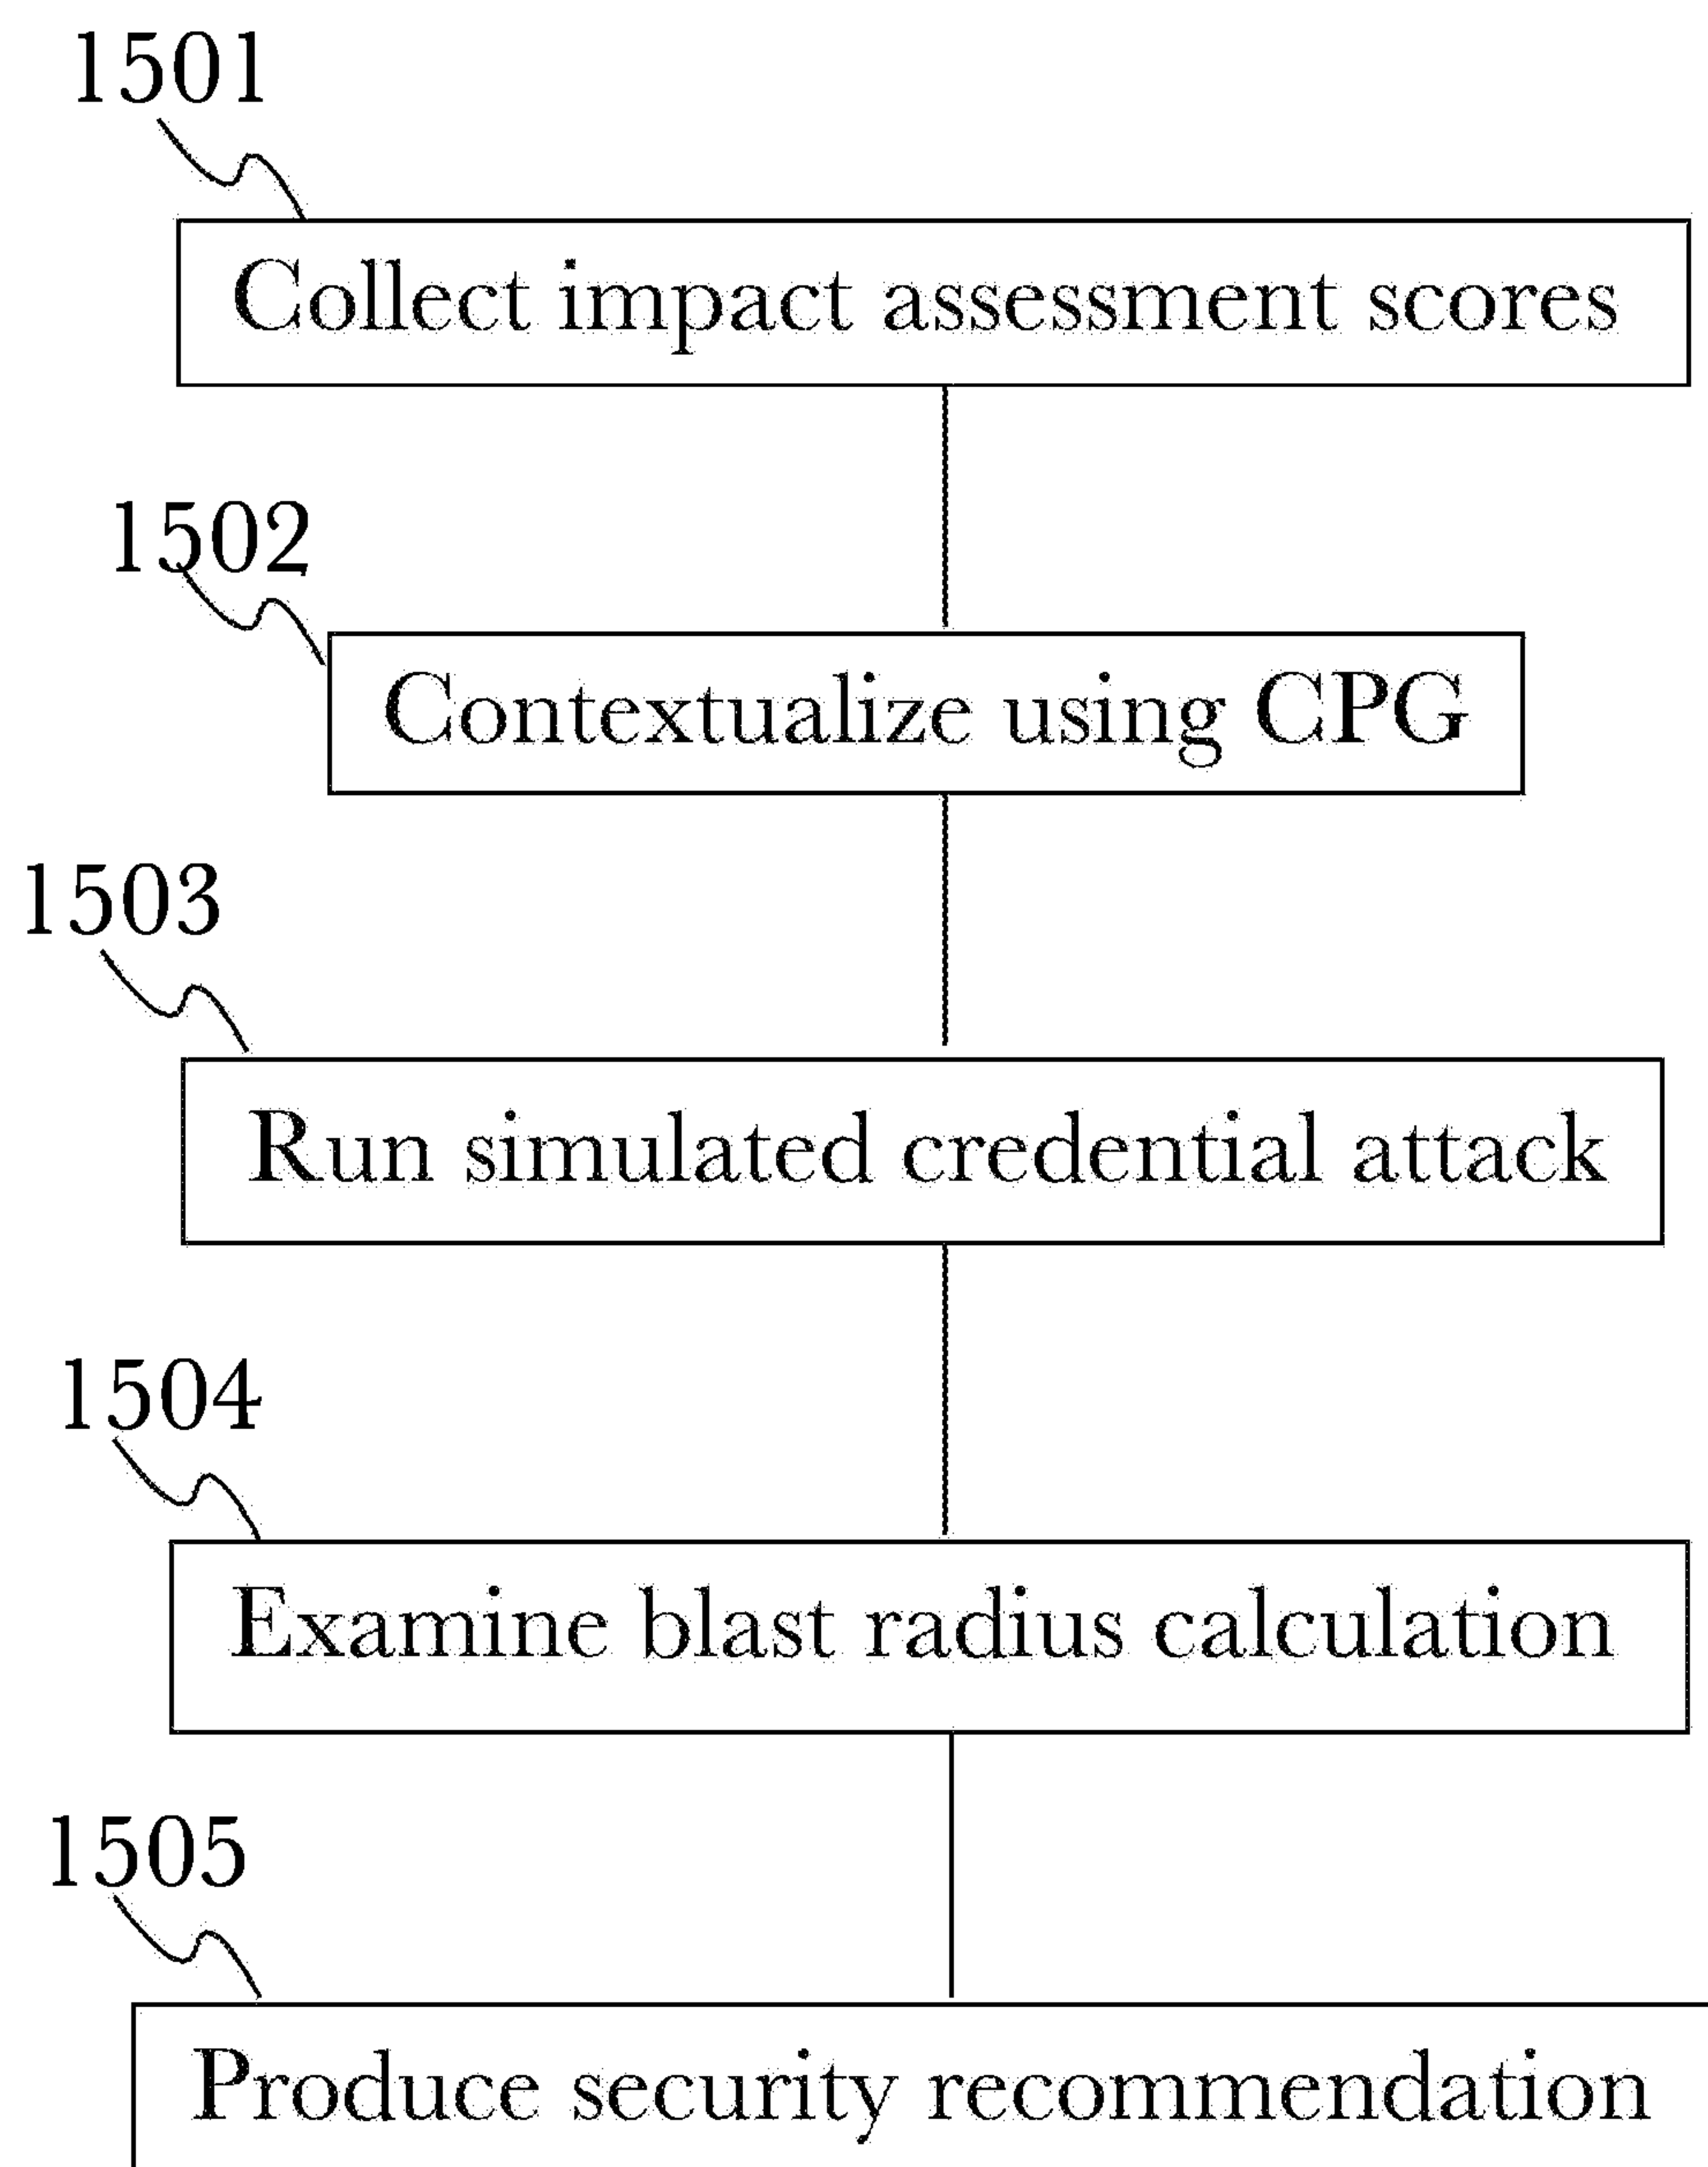 1501
Collect impact assessment scores
1502
Contextualize using CPG
1503
Run simulated credential attack
1504
Examine blast radius calculation
1505
Produce security recommendation